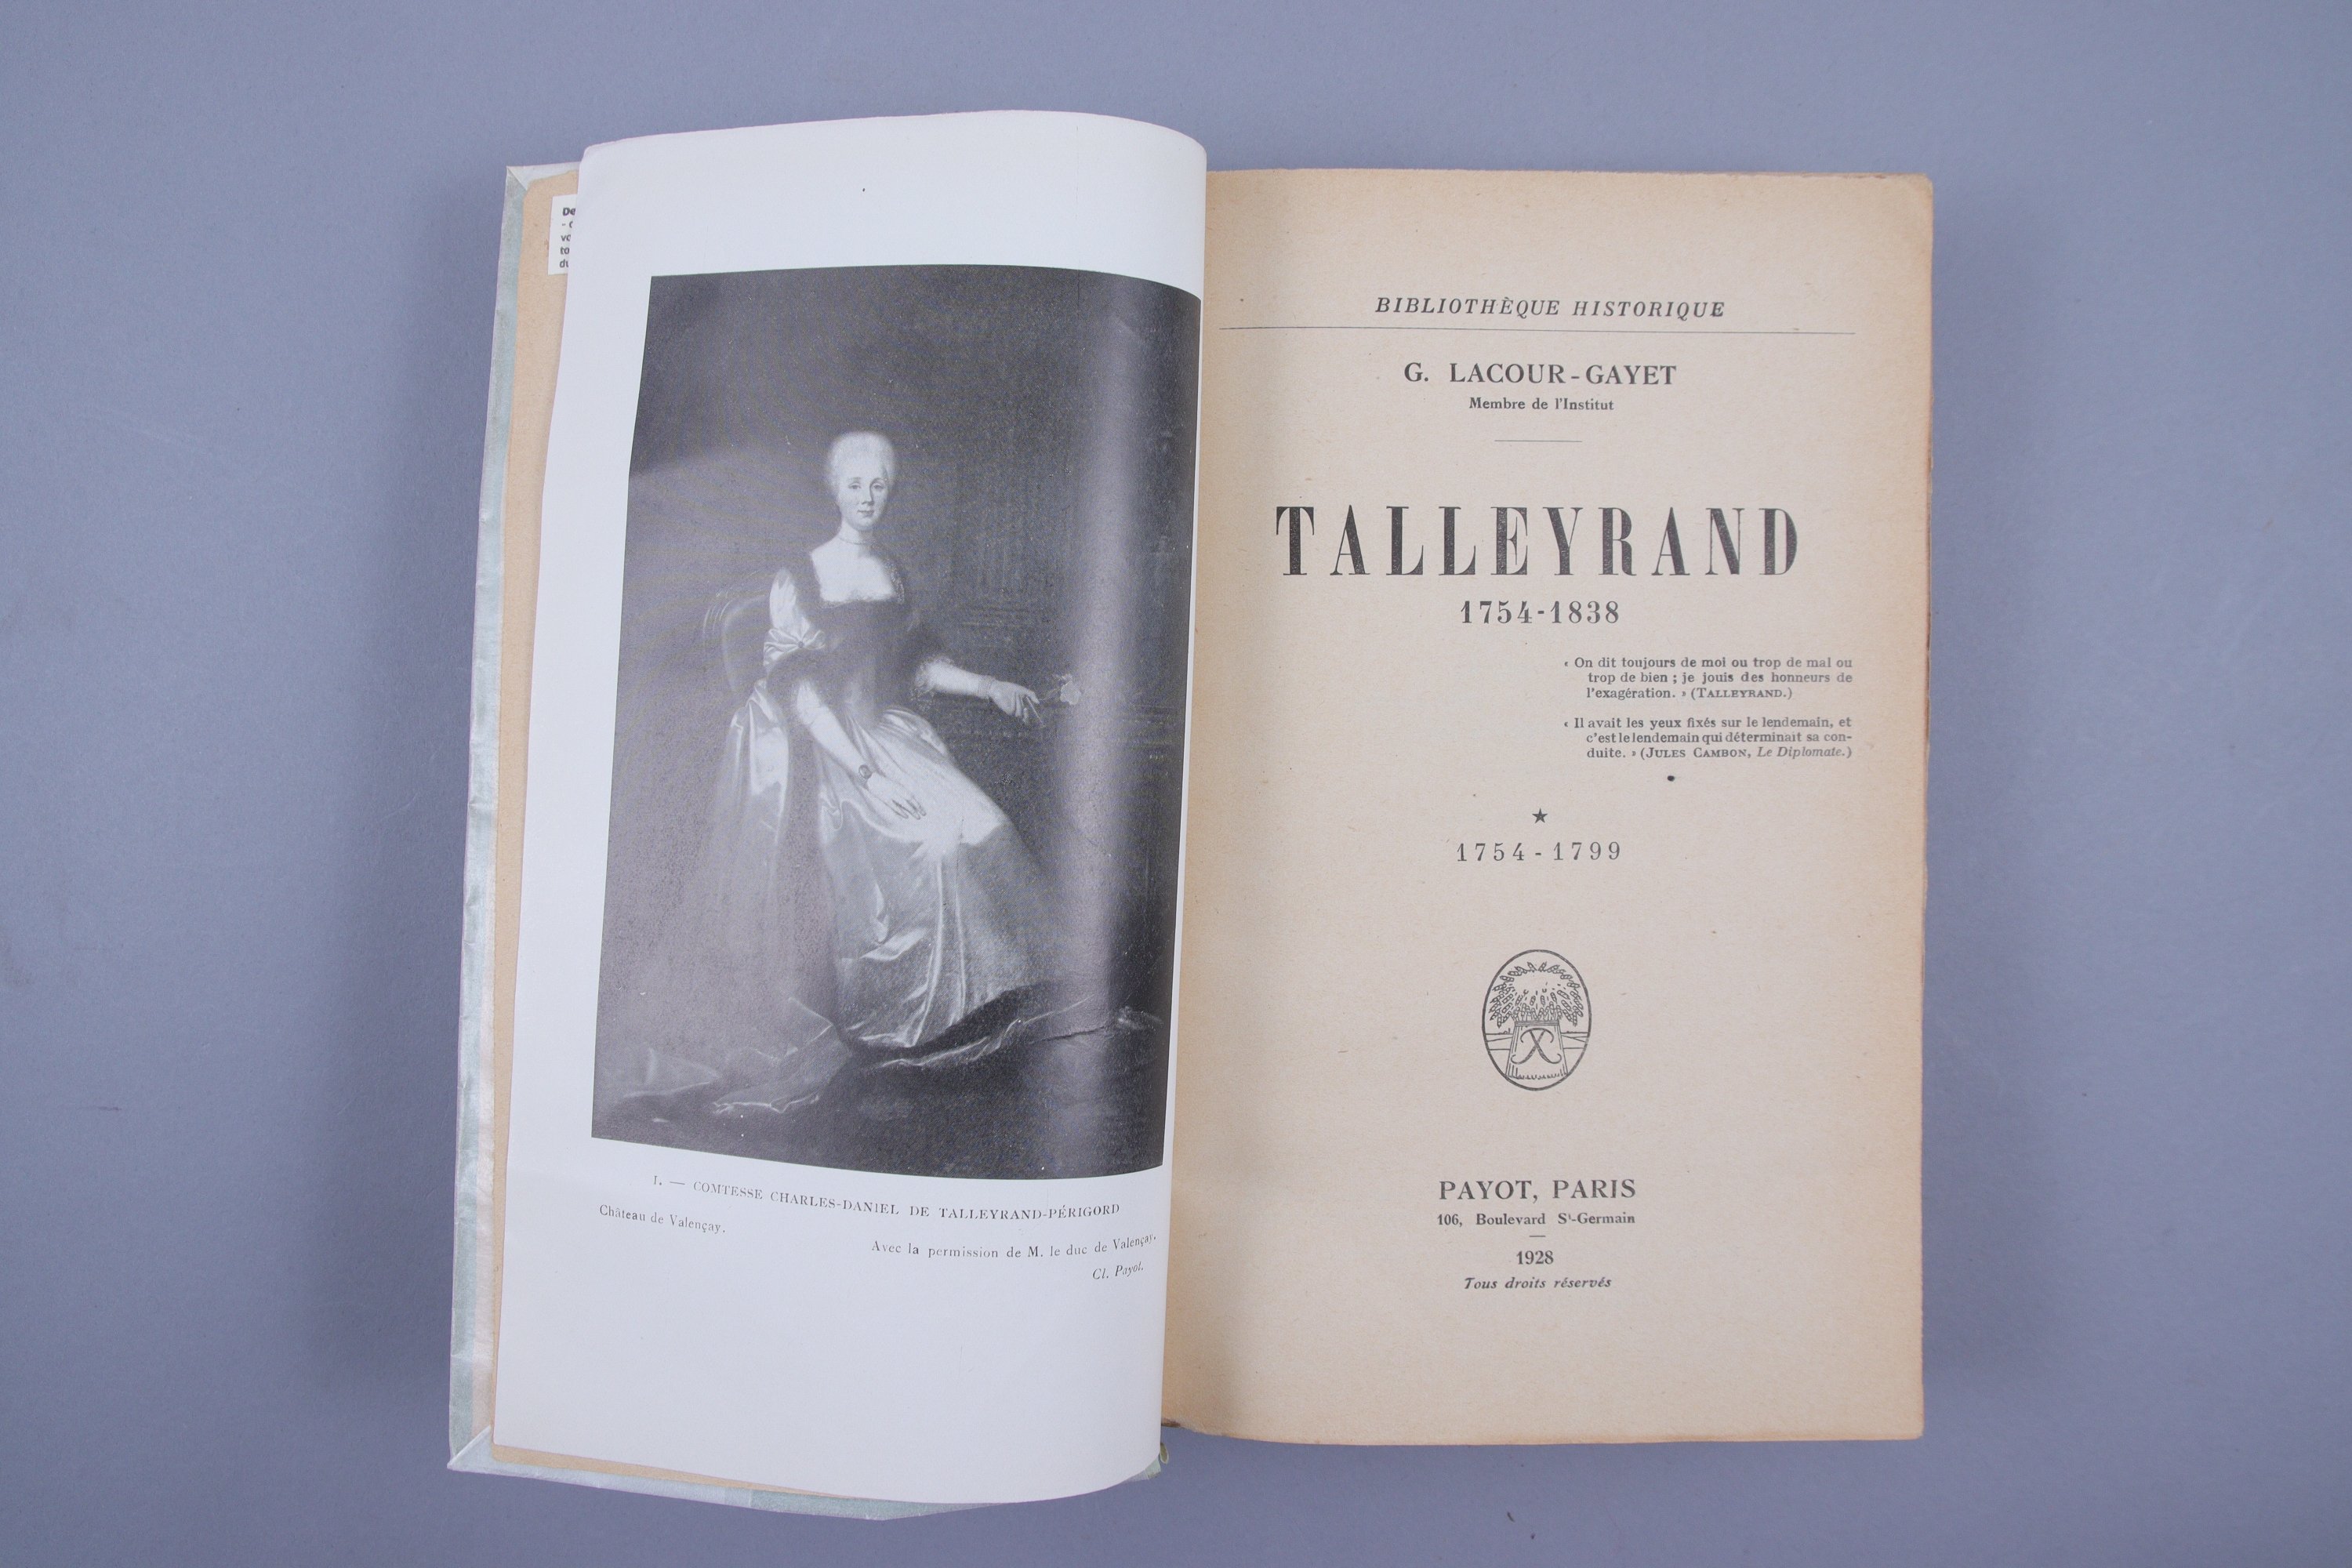 I. — COMTESSE CHARLES-DANIEL DE TALLEYRAND-PÉRIGORD
Château de Valençay.
Avec la permission de M. le duc de Valençay.
Cl. Payot.
BIBLIOTHÈQUE HISTORIQUE
G. LACOUR-GAYET
Membre de l'Institut
TALLEYRAND
1754-1838
« On dit toujours de moi ou trop de mal ou
trop de bien ; je jouis des honneurs de
l'exagération. » (TALLEYRAND.)
« Il avait les yeux fixés sur le lendemain, et
c'est le lendemain qui déterminait sa con-
duite. » (JULES CAMBON, Le Diplomate.)
★
1754-1799
PAYOT, PARIS
106, Boulevard St-Germain
1928
Tous droits réservés